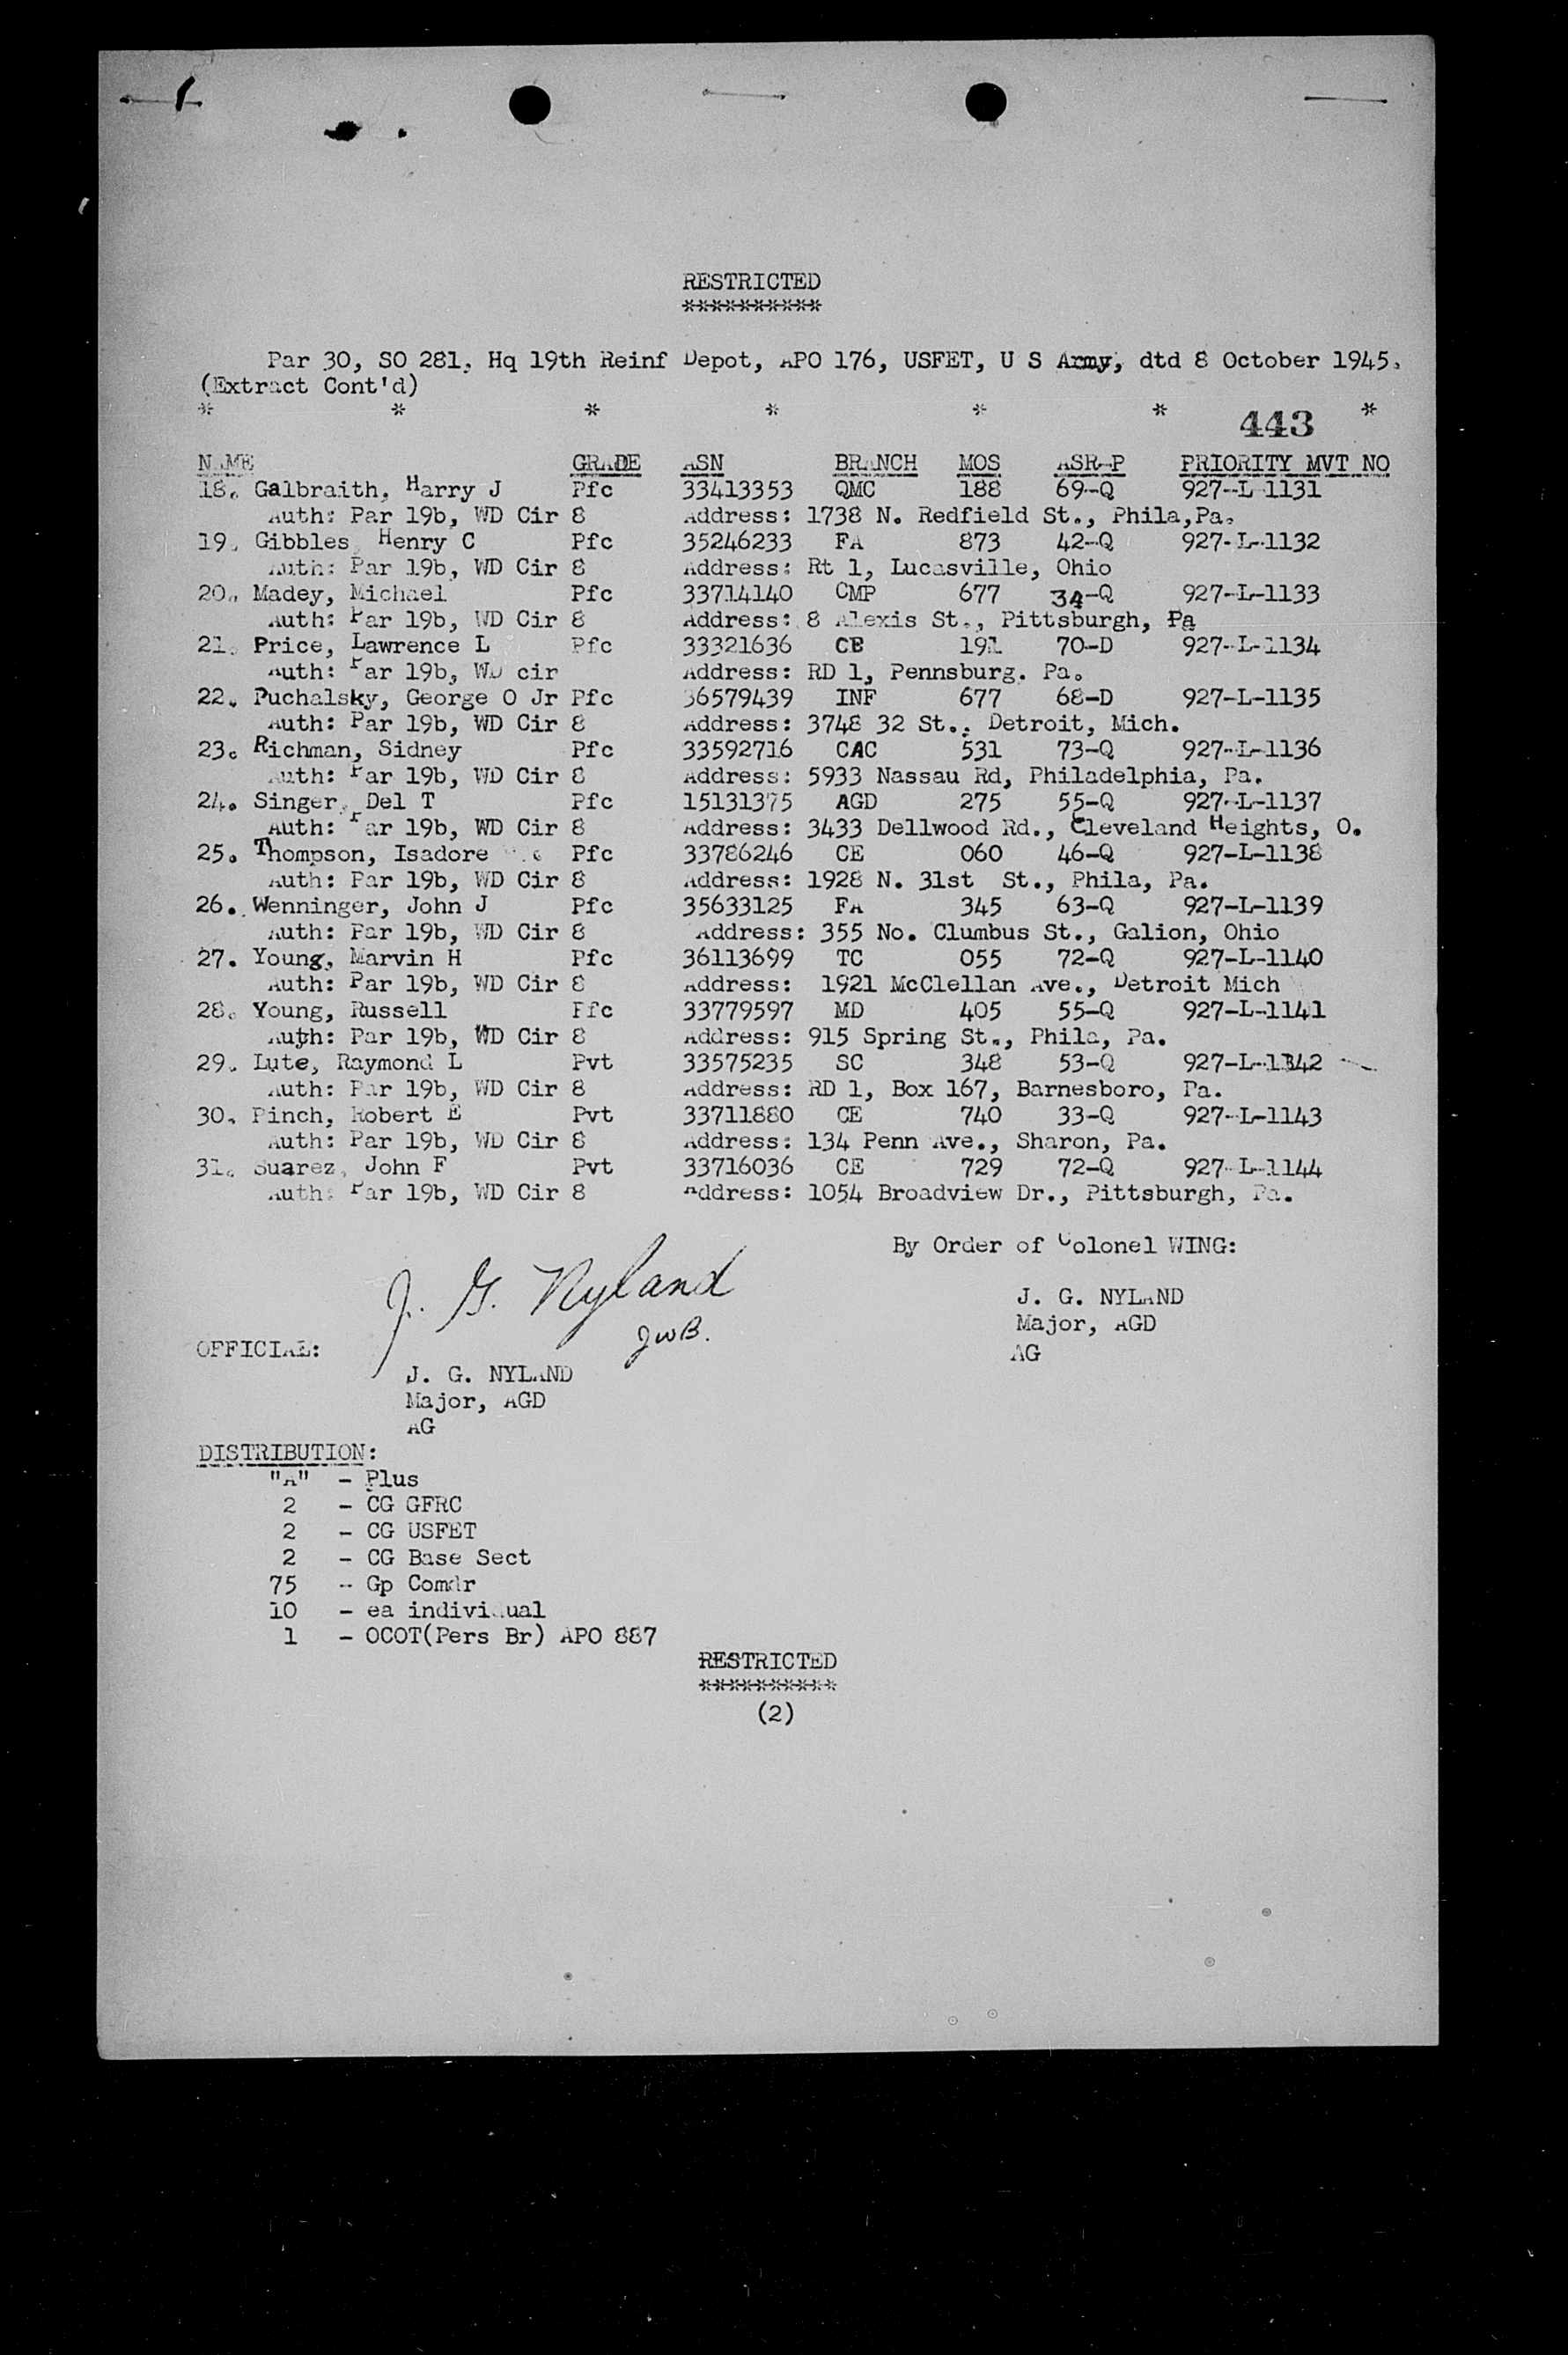 RESTRICTED
**********
Par 30, SO 281, Hq 19th Reinf Depot, APO 176, USFET, U S Army, dtd 8 October 1945.
(Extract Cont'd)
* * * * * * *
443
NAME GRADE ASN BRANCH MOS ASR-P PRIORITY MVT NO
18. Galbraith, Harry J Pfc 33413353 QMC 188 69-Q 927-L-1131
Auth: Par 19b, WD Cir 8 Address: 1738 N. Redfield St., Phila,Pa.
19. Gibbles, Henry C Pfc 35246233 FA 873 42-Q 927-L-1132
Auth: Par 19b, WD Cir 8 Address: Rt 1, Lucasville, Ohio
20. Madey, Michael Pfc 33714140 CMP 677 34-Q 927-L-1133
Auth: Par 19b, WD Cir 8 Address: 8 Alexis St., Pittsburgh, Pa
21. Price, Lawrence L Pfc 33321636 CE 191 70-D 927-L-1134
Auth: Par 19b, WD cir Address: RD 1, Pennsburg. Pa.
22. Puchalsky, George O Jr Pfc 36579439 INF 677 68-D 927-L-1135
Auth: Par 19b, WD Cir 8 Address: 3748 32 St., Detroit, Mich.
23. Richman, Sidney Pfc 33592716 CAC 531 73-Q 927-L-1136
Auth: Par 19b, WD Cir 8 Address: 5933 Nassau Rd, Philadelphia, Pa.
24. Singer, Del T Pfc 15131375 AGD 275 55-Q 927-L-1137
Auth: Par 19b, WD Cir 8 Address: 3433 Dellwood Rd., Cleveland Heights, O.
25. Thompson, Isadore Pfc 33786246 CE 060 46-Q 927-L-1138
Auth: Par 19b, WD Cir 8 Address: 1928 N. 31st St., Phila, Pa.
26. Wenninger, John J Pfc 35633125 FA 345 63-Q 927-L-1139
Auth: Par 19b, WD Cir 8 Address: 355 No. Clumbus St., Galion, Ohio
27. Young, Marvin H Pfc 36113699 TC 055 72-Q 927-L-1140
Auth: Par 19b, WD Cir 8 Address: 1921 McClellan Ave., Detroit Mich
28. Young, Russell Pfc 33779597 MD 405 55-Q 927-L-1141
Auth: Par 19b, WD Cir 8 Address: 915 Spring St., Phila, Pa.
29. Lute, Raymond L Pvt 33575235 SC 348 53-Q 927-L-1142
Auth: Par 19b, WD Cir 8 Address: RD 1, Box 167, Barnesboro, Pa.
30. Pinch, Robert E Pvt 33711880 CE 740 33-Q 927-L-1143
Auth: Par 19b, WD Cir 8 Address: 134 Penn Ave., Sharon, Pa.
31. Suarez, John F Pvt 33716036 CE 729 72-Q 927-L-1144
Auth: Par 19b, WD Cir 8 Address: 1054 Broadview Dr., Pittsburgh, Pa.
By Order of Colonel WING:
J. G. Nyland
JWB.
J. G. NYLAND
Major, AGD
AG
OFFICIAL:
J. G. NYLAND
Major, AGD
AG
DISTRIBUTION:
"A" - Plus
2 - CG GFRC
2 - CG USFET
2 - CG Base Sect
75 - Gp Comdr
10 - ea individual
1 - OCOT(Pers Br) APO 887
RESTRICTED
**********
(2)